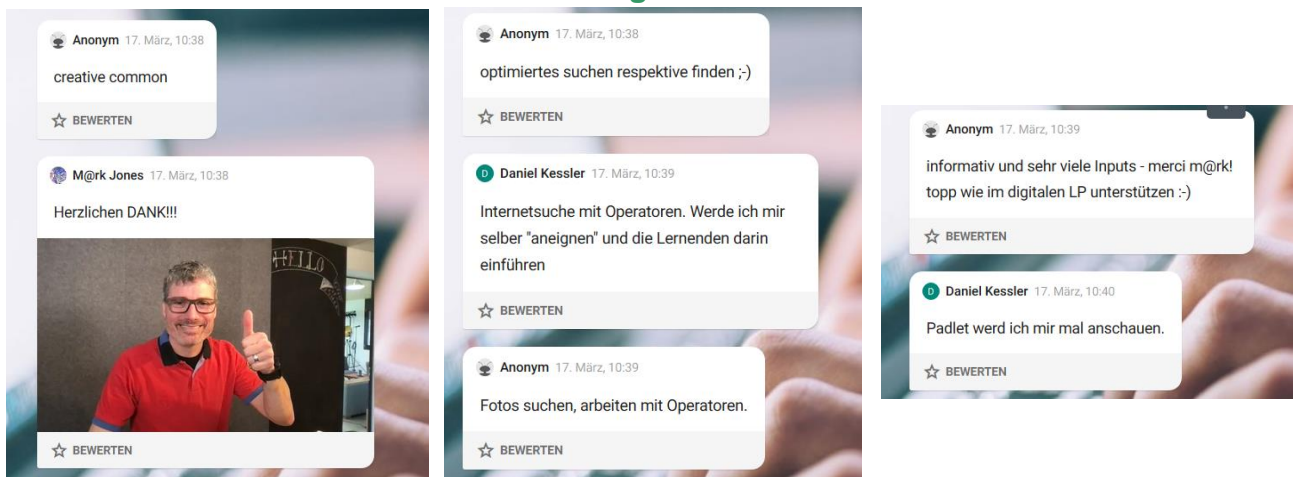 Anonym 17. März, 10:38
creative common
BEWERTEN
M@rk Jones 17. März, 10:38
Herzlichen DANK!!!
HELLO
BEWERTEN
Anonym 17. März, 10:38
optimiertes suchen respektive finden ;-)
BEWERTEN
D Daniel Kessler 17. März, 10:39
Internetsuche mit Operatoren. Werde ich mir
selber "aneignen" und die Lernenden darin
einführen
BEWERTEN
Anonym 17. März, 10:39
Fotos suchen, arbeiten mit Operatoren.
BEWERTEN
Anonym 17. März, 10:39
informativ und sehr viele Inputs - merci m@rk!
topp wie im digitalen LP unterstützen :-)
BEWERTEN
D Daniel Kessler 17. März, 10:40
Padlet werd ich mir mal anschauen.
BEWERTEN